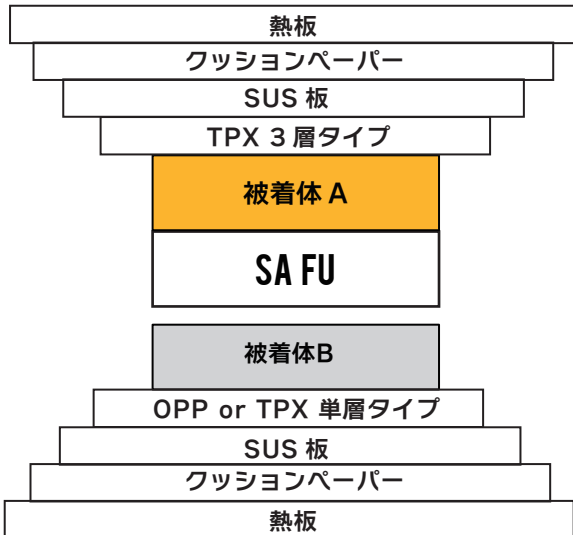 熱板
クッションペーパー
SUS 板
TPX 3 層タイプ
被着体 A
SA FU
被着体B
OPP or TPX 単層タイプ
SUS 板
クッションペーパー
熱板